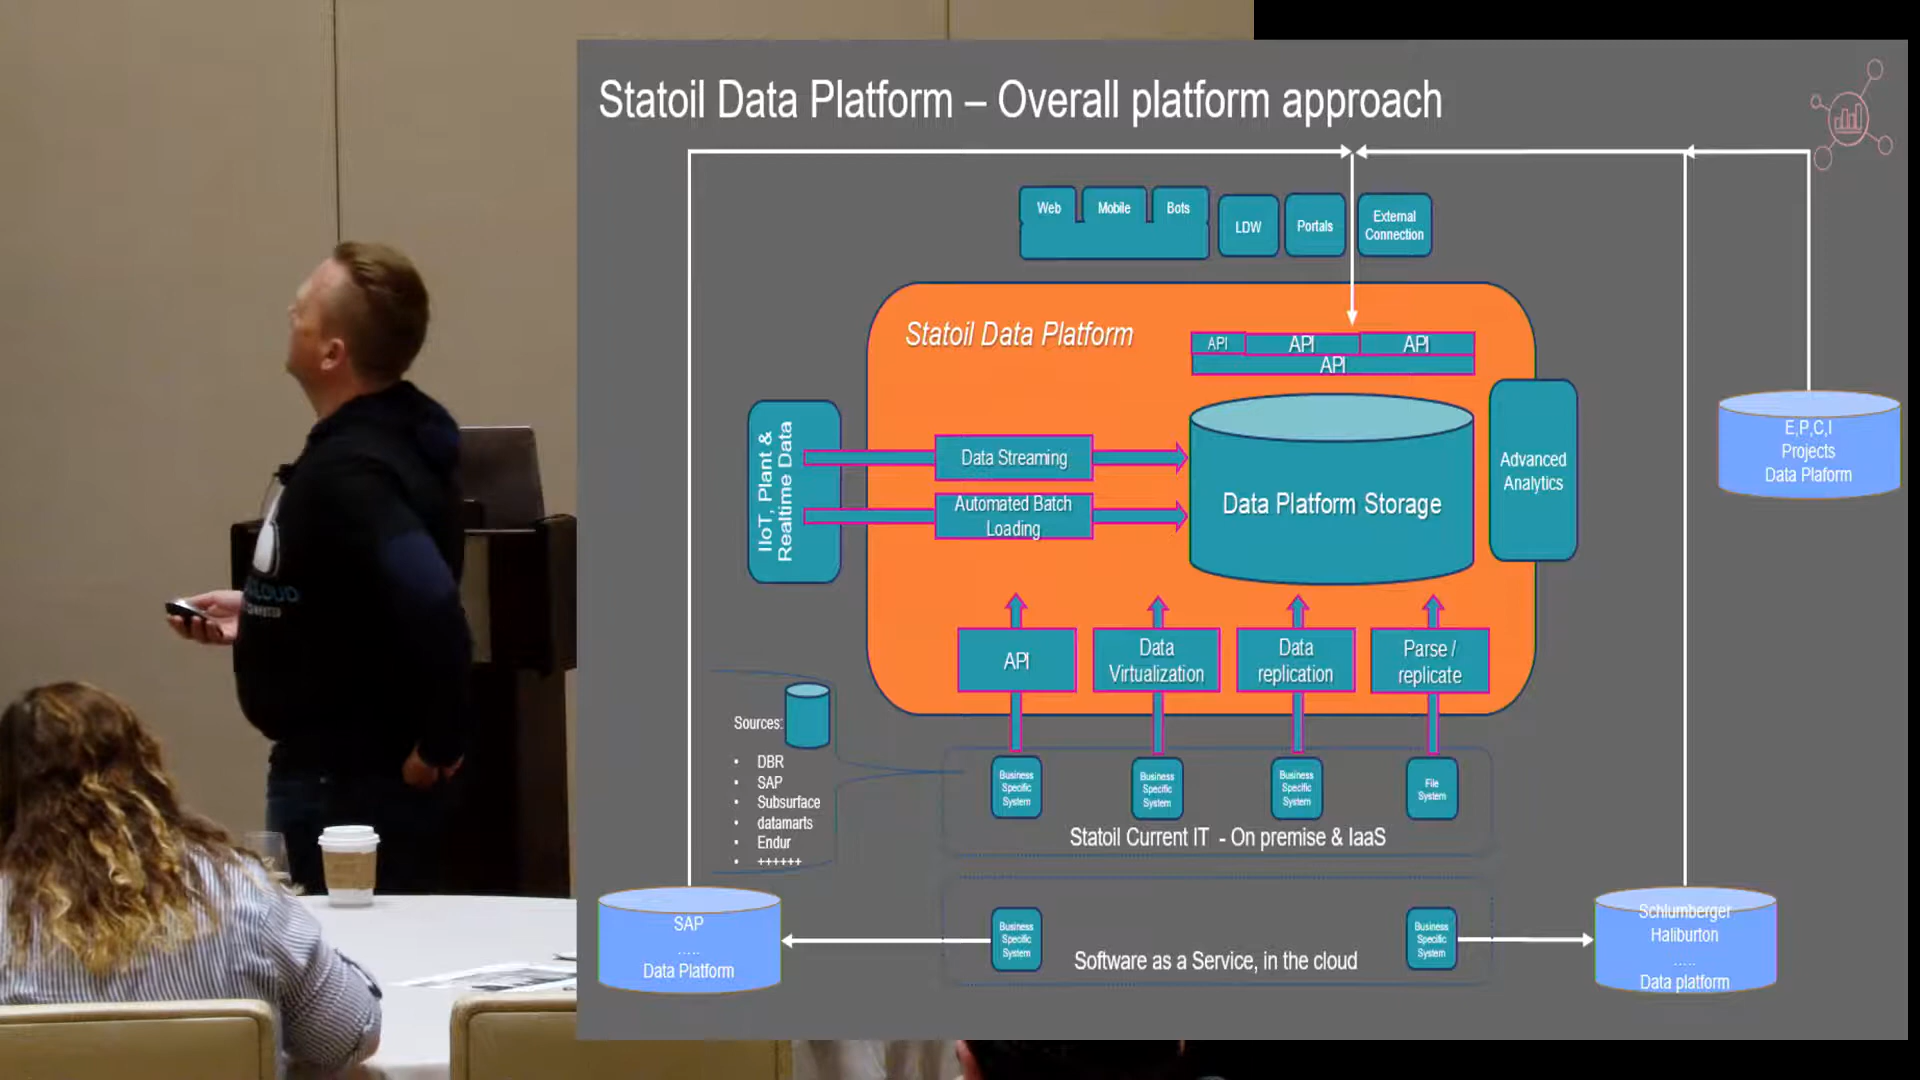 Statoil Data Platform – Overall platform approach
Web
Mobile
Bots
LDW
Portals
External
Connection
Statoil Data Platform
API
API
API
API
IIoT, Plant &
Realtime Data
Data Streaming
Automated Batch
Loading
Data Platform Storage
Advanced
Analytics
E,P,C,I
Projects
Data Plaform
API
Data
Virtualization
Data
replication
Parse /
replicate
Sources:
• DBR
• SAP
• Subsurface
• datamarts
• Endur
• ++++++
Business
Specific
System
Business
Specific
System
Business
Specific
System
File
System
Statoil Current IT - On premise & IaaS
SAP
.....
Data Platform
Business
Specific
System
Software as a Service, in the cloud
Business
Specific
System
Schlumberger
Haliburton
.....
Data platform